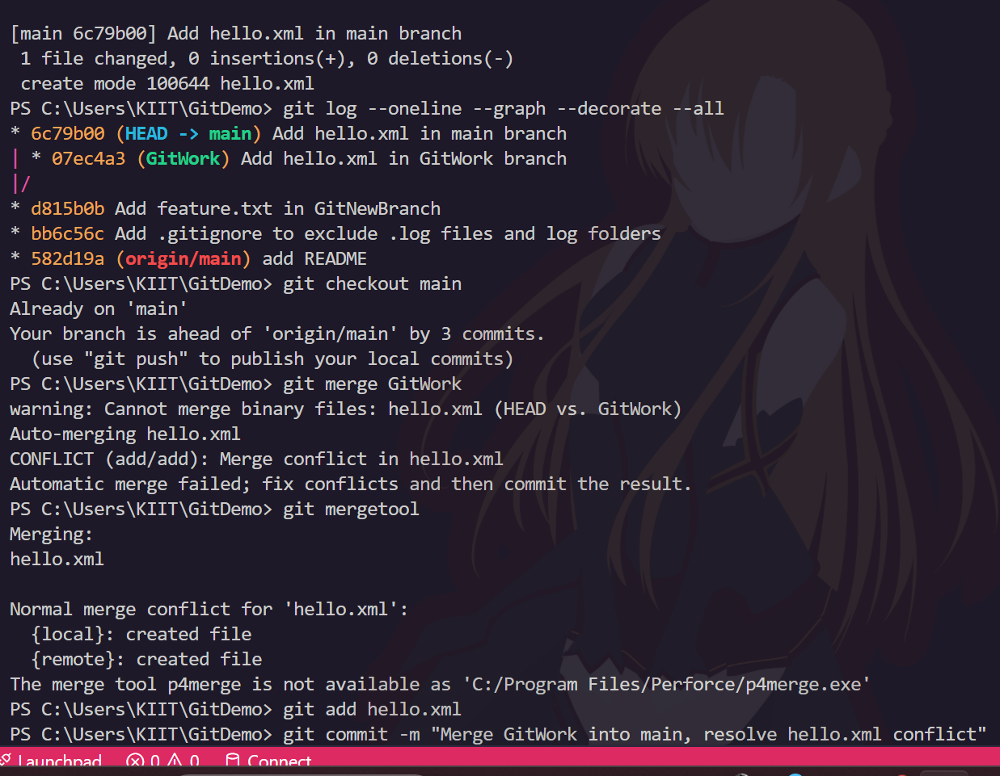 [main 6c79b00] Add hello.xml in main branch
 1 file changed, 0 insertions(+), 0 deletions(-)
 create mode 100644 hello.xml
PS C:\Users\KIIT\GitDemo> git log --oneline --graph --decorate --all
* 6c79b00 (HEAD -> main) Add hello.xml in main branch
| * 07ec4a3 (GitWork) Add hello.xml in GitWork branch
|/
* d815b0b Add feature.txt in GitNewBranch
* bb6c56c Add .gitignore to exclude .log files and log folders
* 582d19a (origin/main) add README
PS C:\Users\KIIT\GitDemo> git checkout main
Already on 'main'
Your branch is ahead of 'origin/main' by 3 commits.
  (use "git push" to publish your local commits)
PS C:\Users\KIIT\GitDemo> git merge GitWork
warning: Cannot merge binary files: hello.xml (HEAD vs. GitWork)
Auto-merging hello.xml
CONFLICT (add/add): Merge conflict in hello.xml
Automatic merge failed; fix conflicts and then commit the result.
PS C:\Users\KIIT\GitDemo> git mergetool
Merging:
hello.xml

Normal merge conflict for 'hello.xml':
  {local}: created file
  {remote}: created file
The merge tool p4merge is not available as 'C:/Program Files/Perforce/p4merge.exe'
PS C:\Users\KIIT\GitDemo> git add hello.xml
PS C:\Users\KIIT\GitDemo> git commit -m "Merge GitWork into main, resolve hello.xml conflict"
Launchpad 0 0 Connect